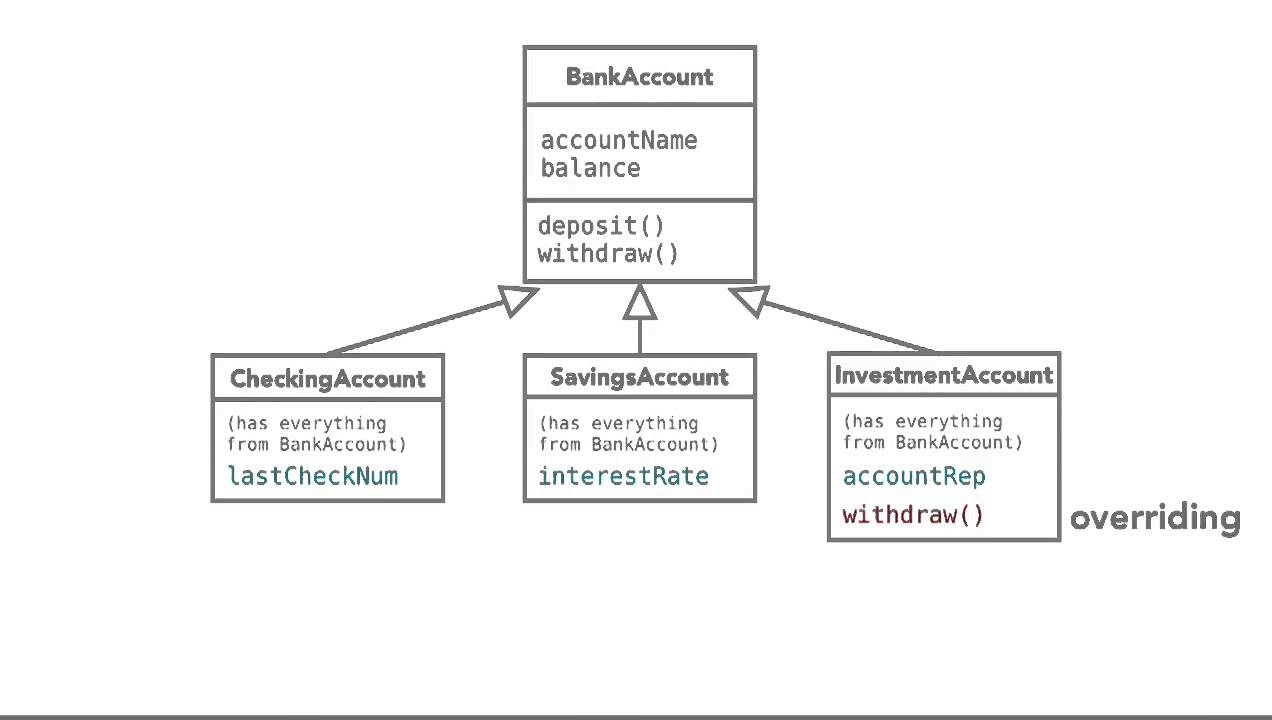 BankAccount
accountName
balance
deposit()
withdraw()
CheckingAccount
(has everything
from BankAccount)
lastCheckNum
SavingsAccount
(has everything
from BankAccount)
interestRate
InvestmentAccount
(has everything
from BankAccount)
accountRep
withdraw()
overriding